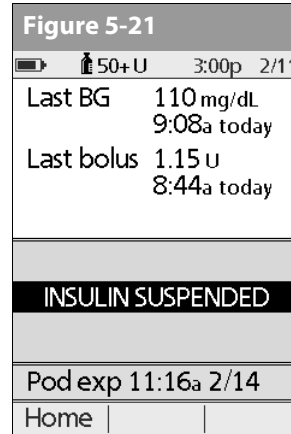 Figure 5-21
50+ U 3:00p 2/11
Last BG 110 mg/dL
9:08a today
Last bolus 1.15 U
8:44a today
INSULIN SUSPENDED
Pod exp 11:16a 2/14
Home